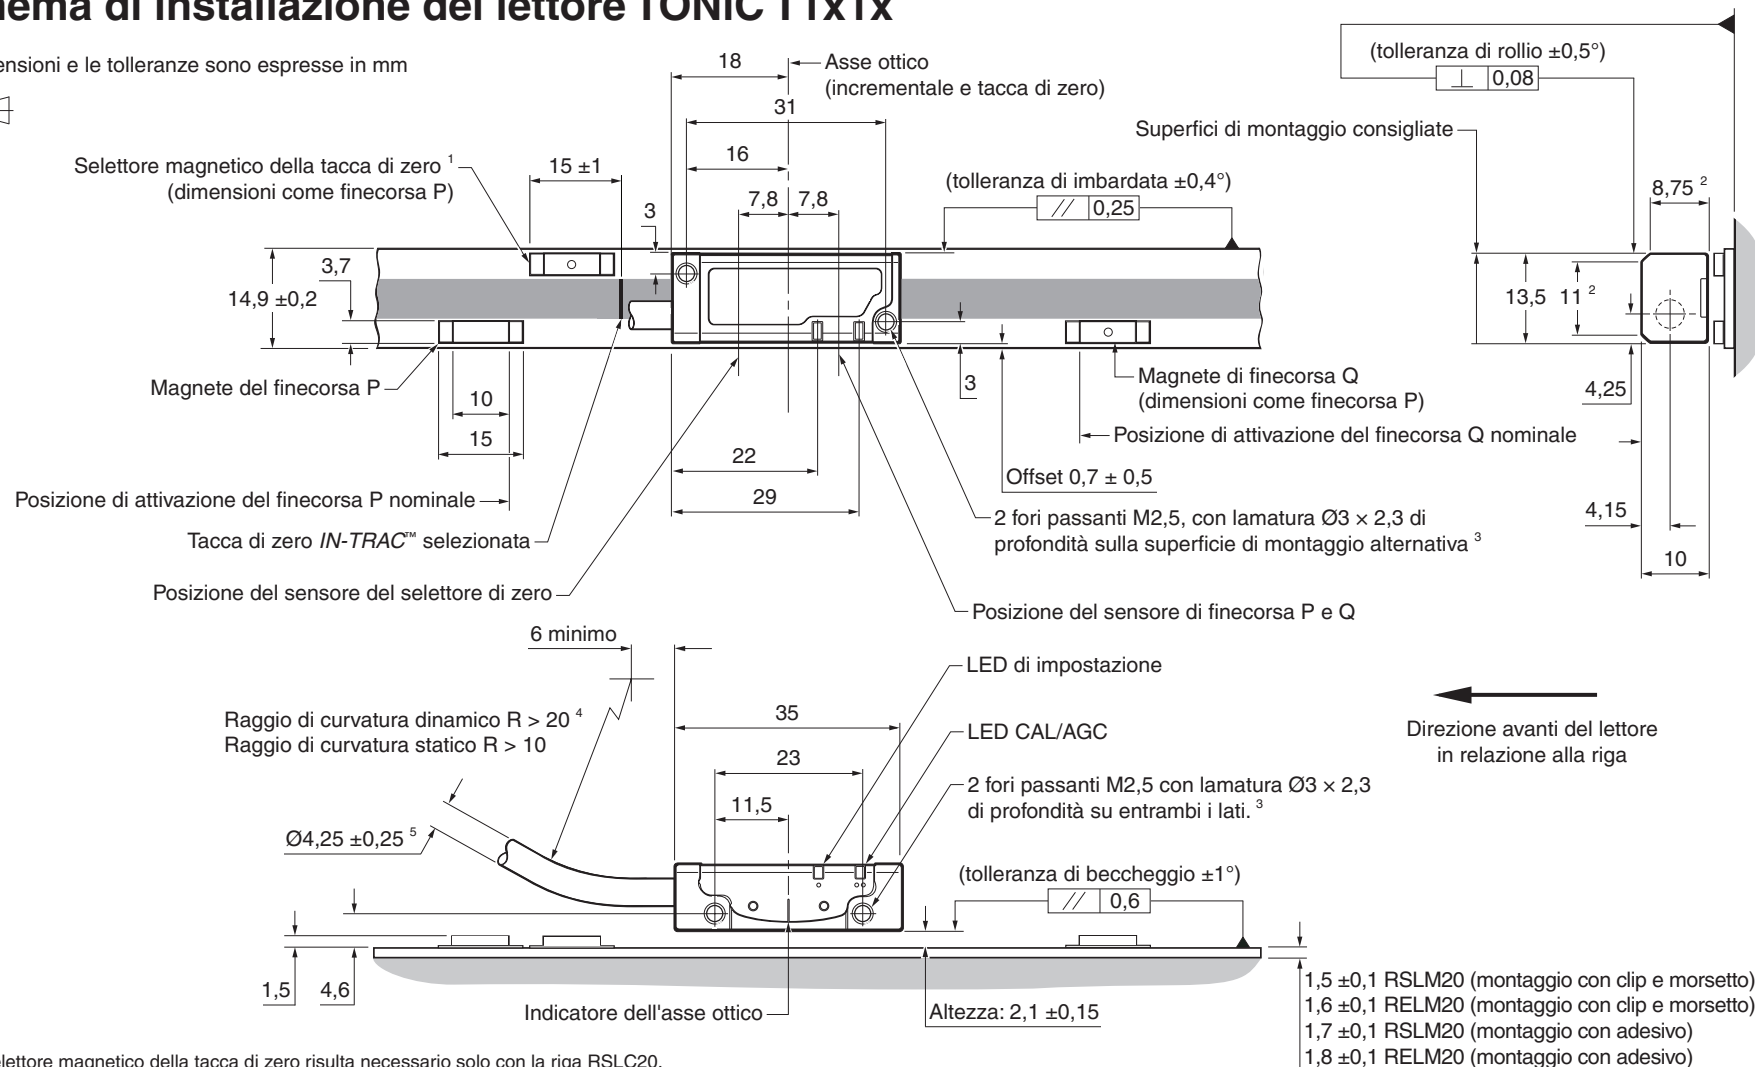 di installazione del lettore TONiC T1x1x
e le tolleranze sono espresse in mm
18
Asse ottico
(incrementale e tacca di zero)
31
16
7,8
7,8
3
Selettore magnetico della tacca di zero 1
(dimensioni come finecorsa P)
15 ±1
(tolleranza di imbardata ±0,4°)
// 0,25
(tolleranza di rollio ±0,5°)
⊥ 0,08
Superfici di montaggio consigliate
8,75 2
3,7
14,9 ±0,2
13,5
11 2
Magnete del finecorsa P
10
15
3
Magnete di finecorsa Q
(dimensioni come finecorsa P)
4,25
22
Posizione di attivazione del finecorsa Q nominale
29
Offset 0,7 ± 0,5
Posizione di attivazione del finecorsa P nominale
4,15
2 fori passanti M2,5, con lamatura Ø3 × 2,3 di
profondità sulla superficie di montaggio alternativa 3
Tacca di zero IN-TRAC™ selezionata
10
Posizione del sensore del selettore di zero
Posizione del sensore di finecorsa P e Q
6 minimo
LED di impostazione
Raggio di curvatura dinamico R > 20 4
Raggio di curvatura statico R > 10
35
LED CAL/AGC
Direzione avanti del lettore
in relazione alla riga
23
2 fori passanti M2,5 con lamatura Ø3 × 2,3
di profondità su entrambi i lati. 3
11,5
Ø4,25 ±0,25 5
(tolleranza di beccheggio ±1°)
// 0,6
1,5
4,6
Indicatore dell'asse ottico
Altezza: 2,1 ±0,15
1,5 ±0,1 RSLM20 (montaggio con clip e morsetto)
1,6 ±0,1 RELM20 (montaggio con clip e morsetto)
1,7 ±0,1 RSLM20 (montaggio con adesivo)
1,8 ±0,1 RELM20 (montaggio con adesivo)
magnetico della tacca di zero risulta necessario solo con la riga RSLC20.